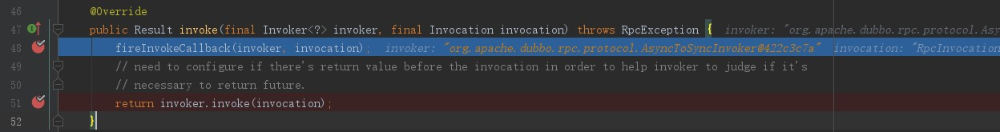 46 @Override
47 public Result invoke(final Invoker<?> invoker, final Invocation invocation) throws RpcException { invoker: "org.apache.dubbo.rpc.protocol.Asy
48 fireInvokeCallback(invoker, invocation); invoker: "org.apache.dubbo.rpc.protocol.AsyncToSyncInvoker@422c3c7a" invocation: "RpcInvocation
49 // need to configure if there's return value before the invocation in order to help invoker to judge if it's
50 // necessary to return future.
51 return invoker.invoke(invocation);
52 }